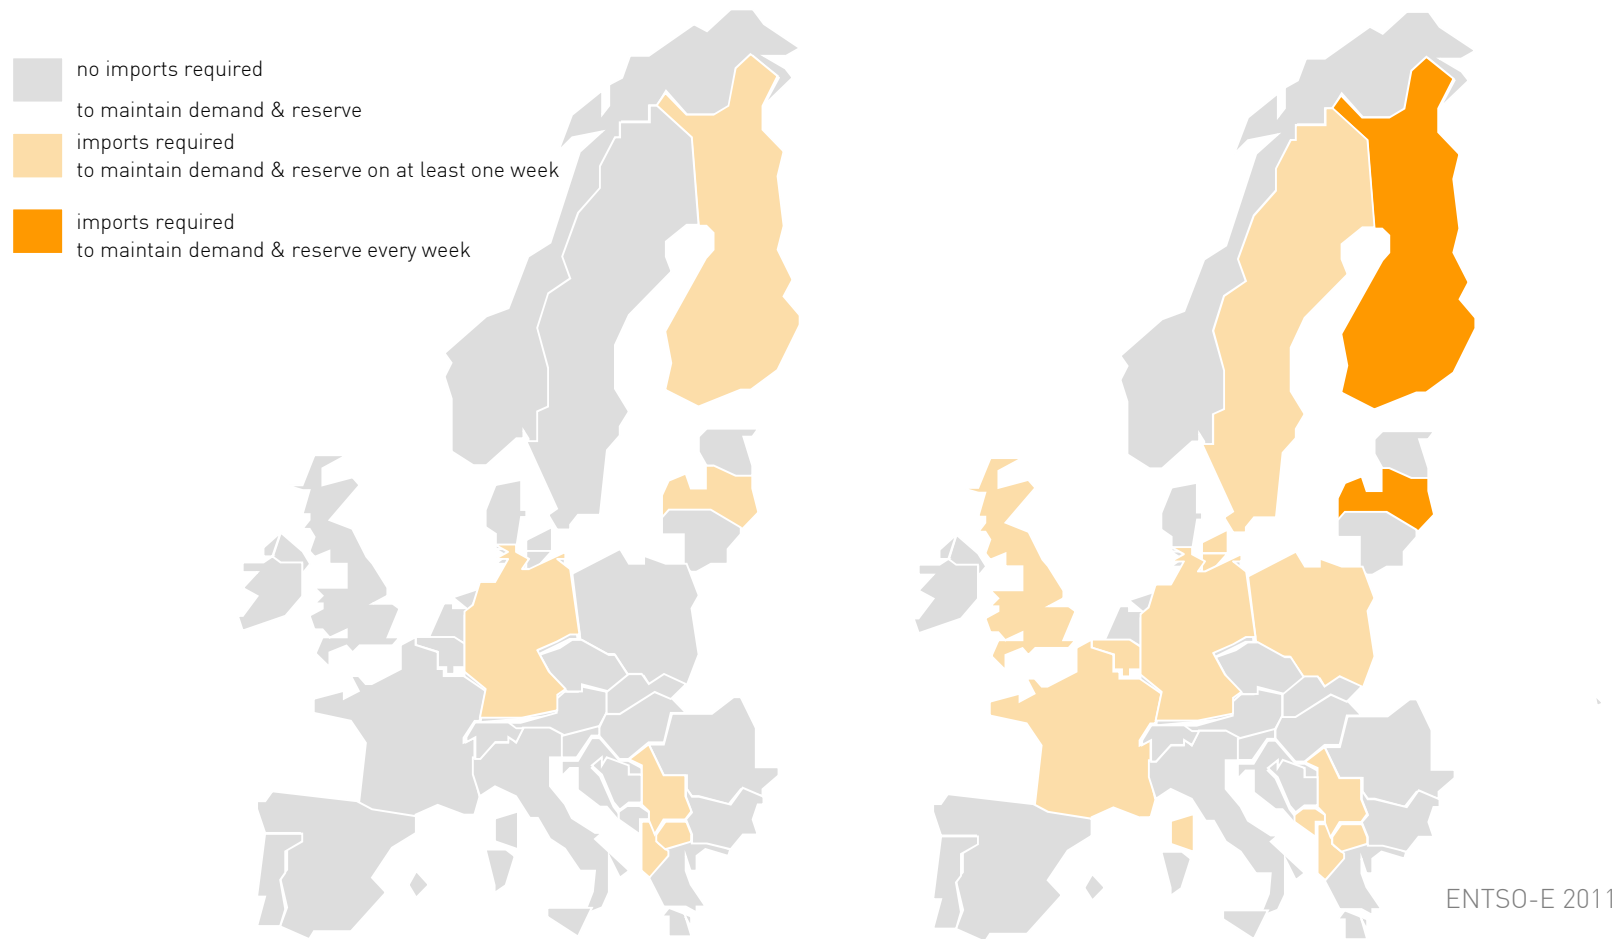 no imports required
to maintain demand & reserve
imports required
to maintain demand & reserve on at least one week
imports required
to maintain demand & reserve every week
ENTSO-E 2011